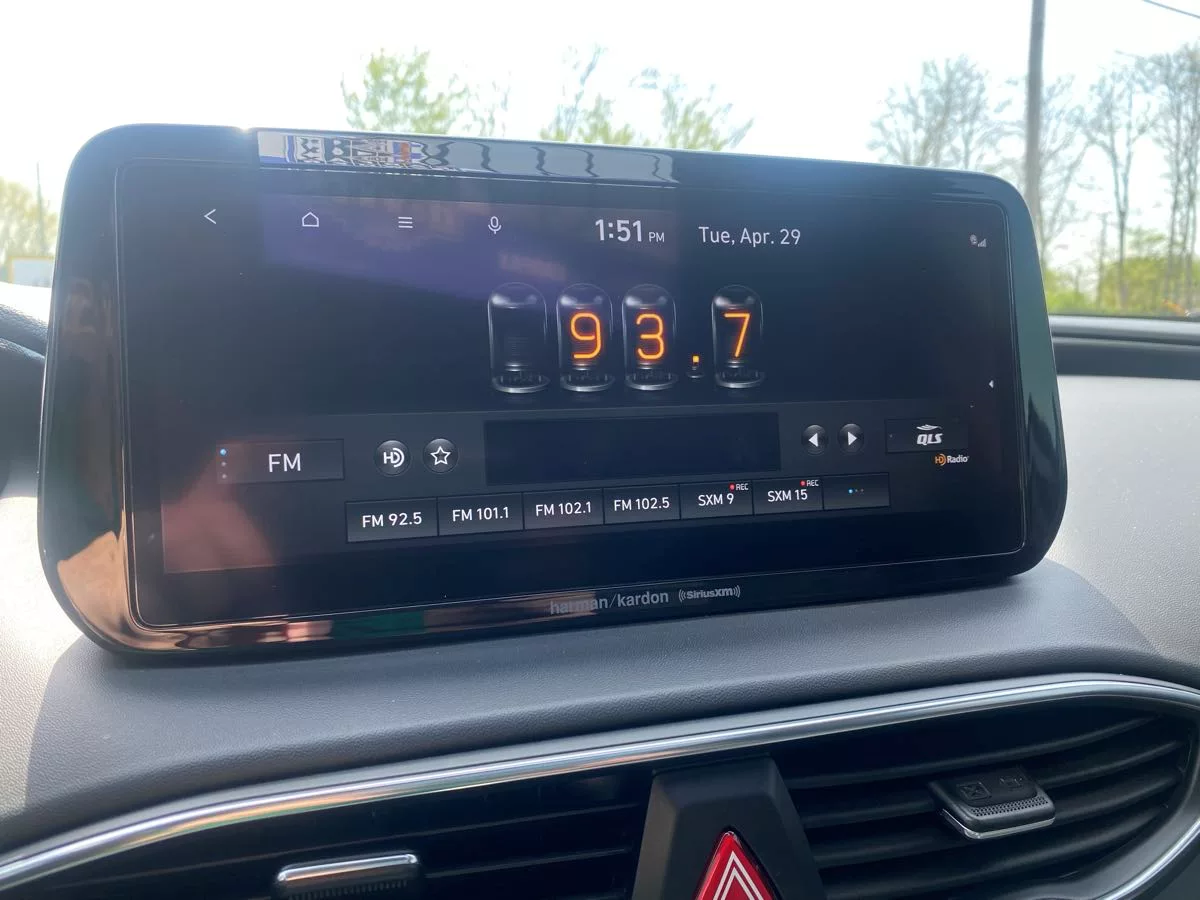 1:51 PM Tue, Apr. 29
93.7
FM HD QLS
HD Radio
FM 92.5 FM 101.1 FM 102.1 FM 102.5 SXM 9 REC SXM 15 REC
harman/kardon ((SiriusXM))